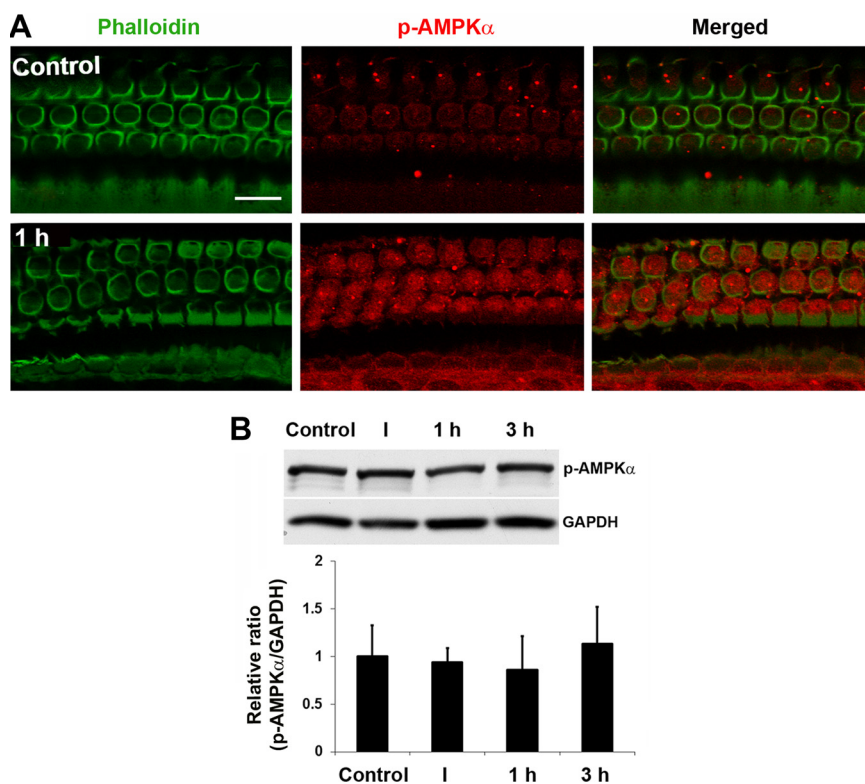 A
Phalloidin p-AMPKα Merged
Control
1 h
B
Control I 1 h 3 h
p-AMPKα
GAPDH
Relative ratio
(p-AMPKα/GAPDH)
2
1.5
1
0.5
0
Control I 1 h 3 h